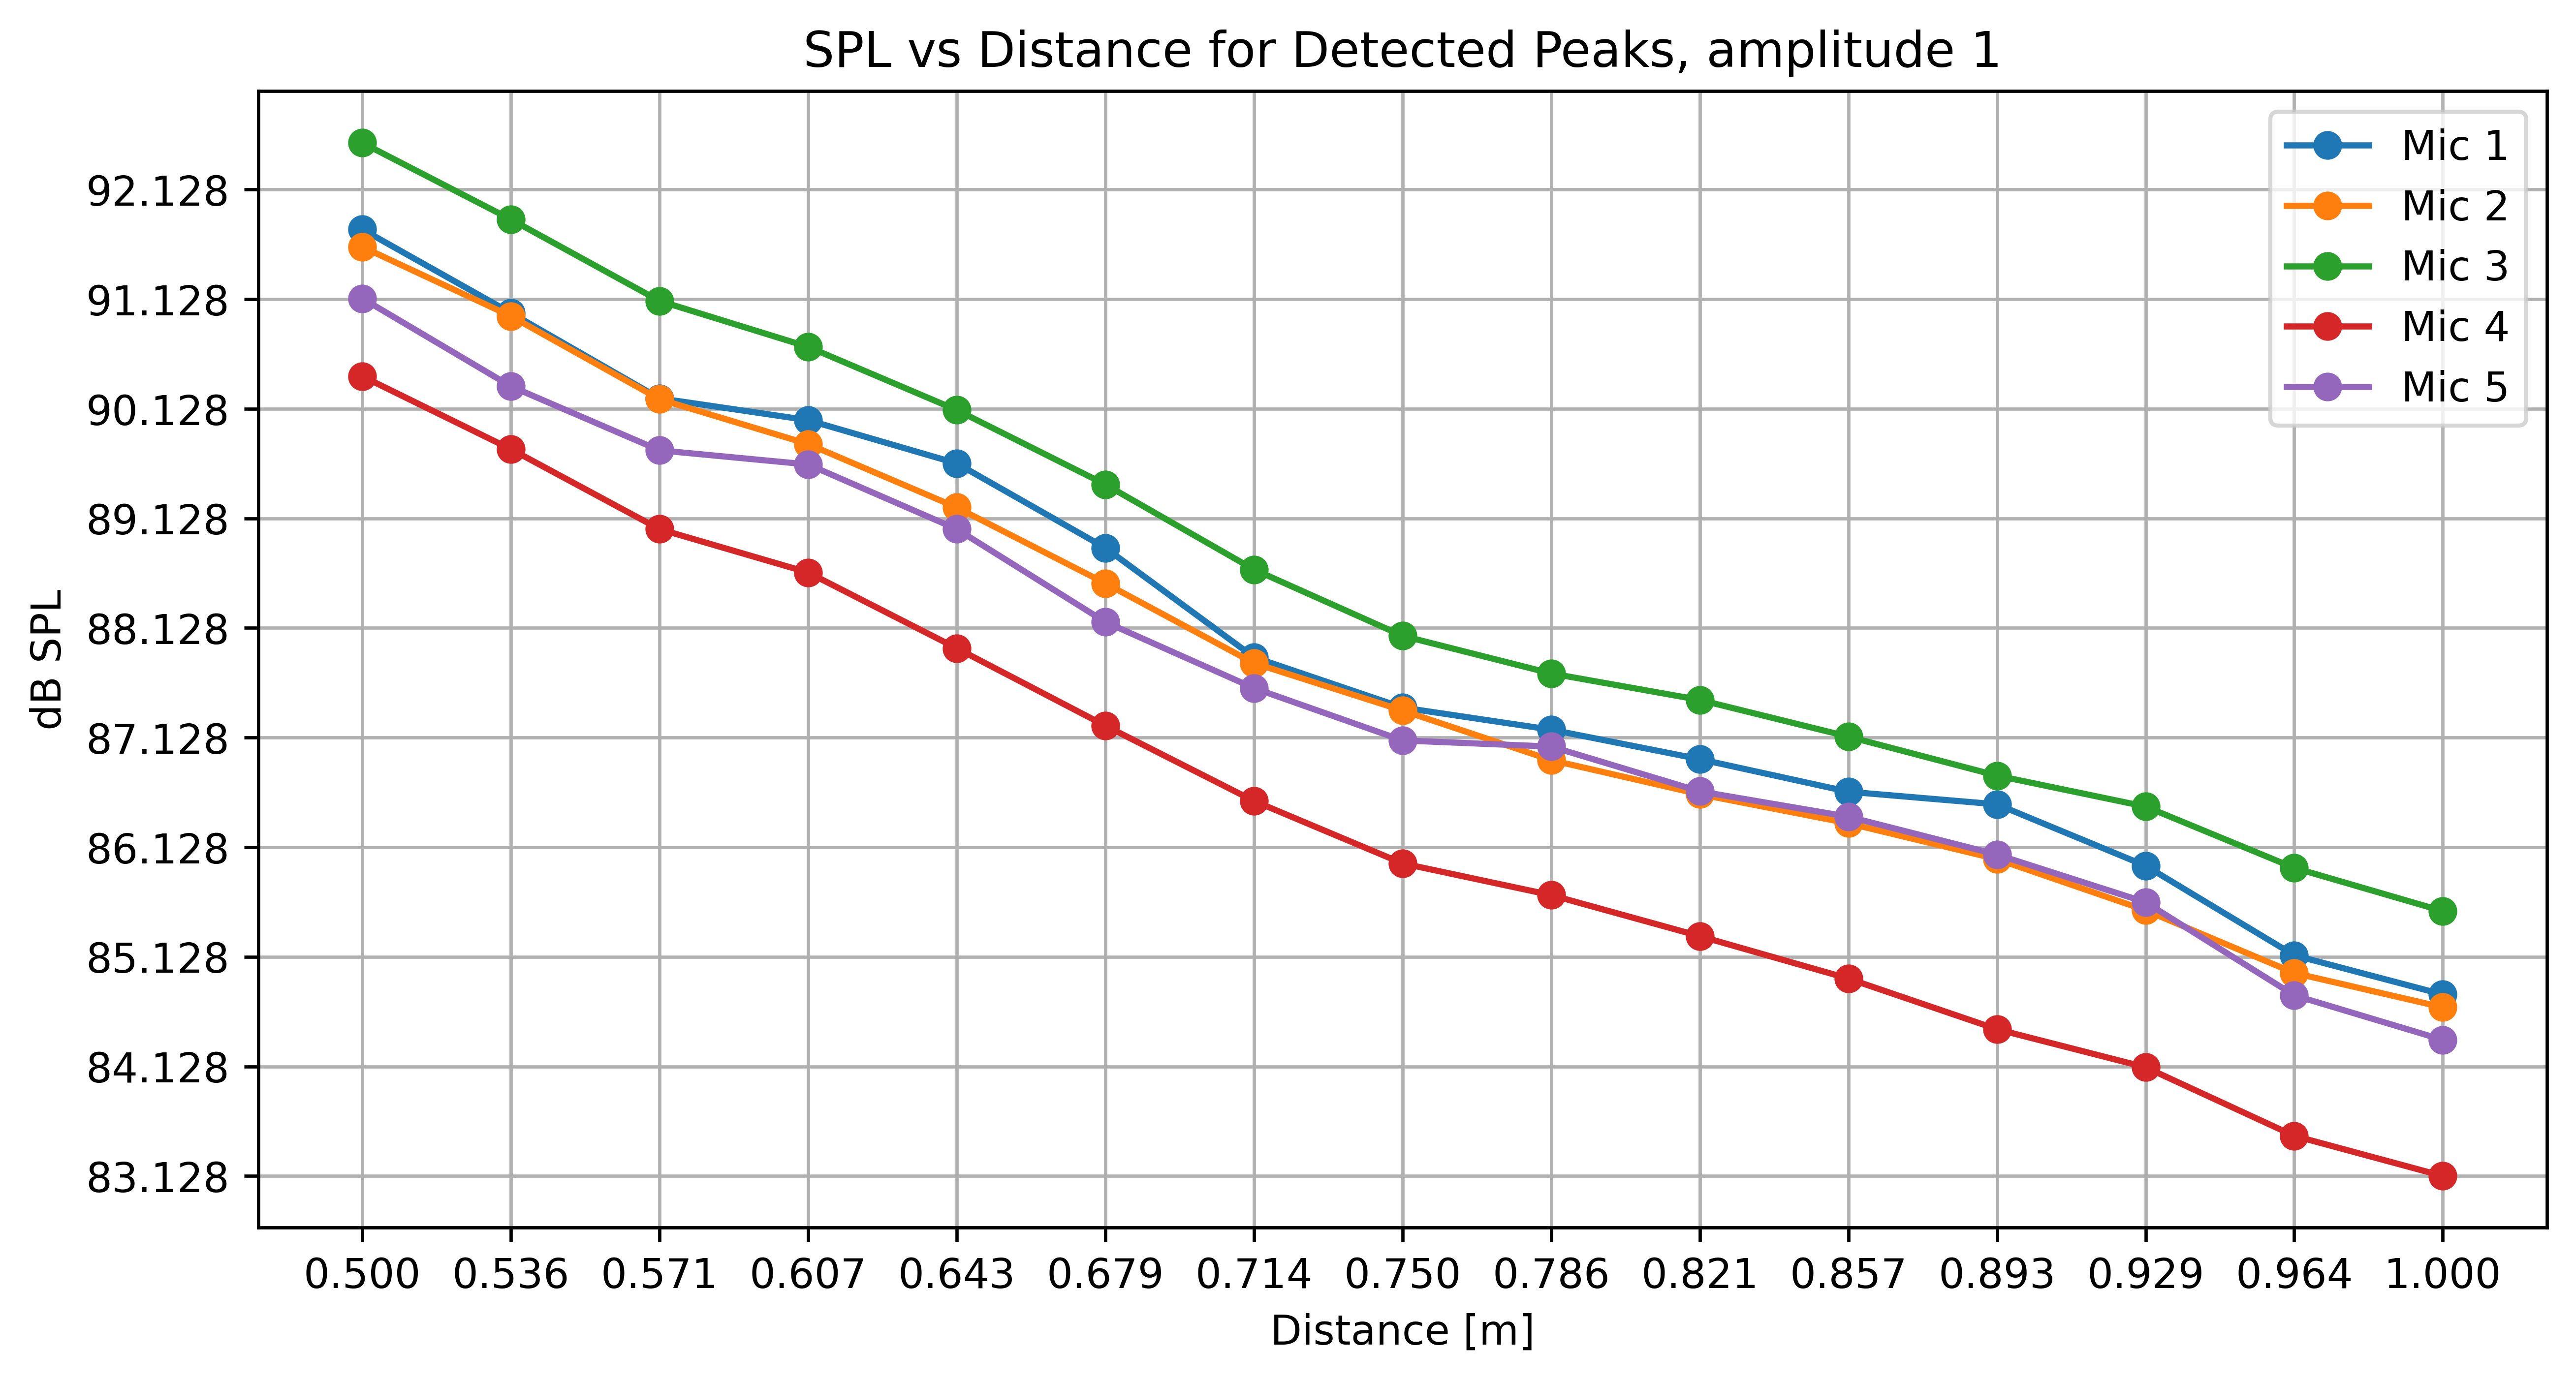 SPL vs Distance for Detected Peaks, amplitude 1
92.128
91.128
90.128
89.128
88.128
87.128
86.128
85.128
84.128
83.128
dB SPL
Mic 1
Mic 2
Mic 3
Mic 4
Mic 5
0.500 0.536 0.571 0.607 0.643 0.679 0.714 0.750 0.786 0.821 0.857 0.893 0.929 0.964 1.000
Distance [m]